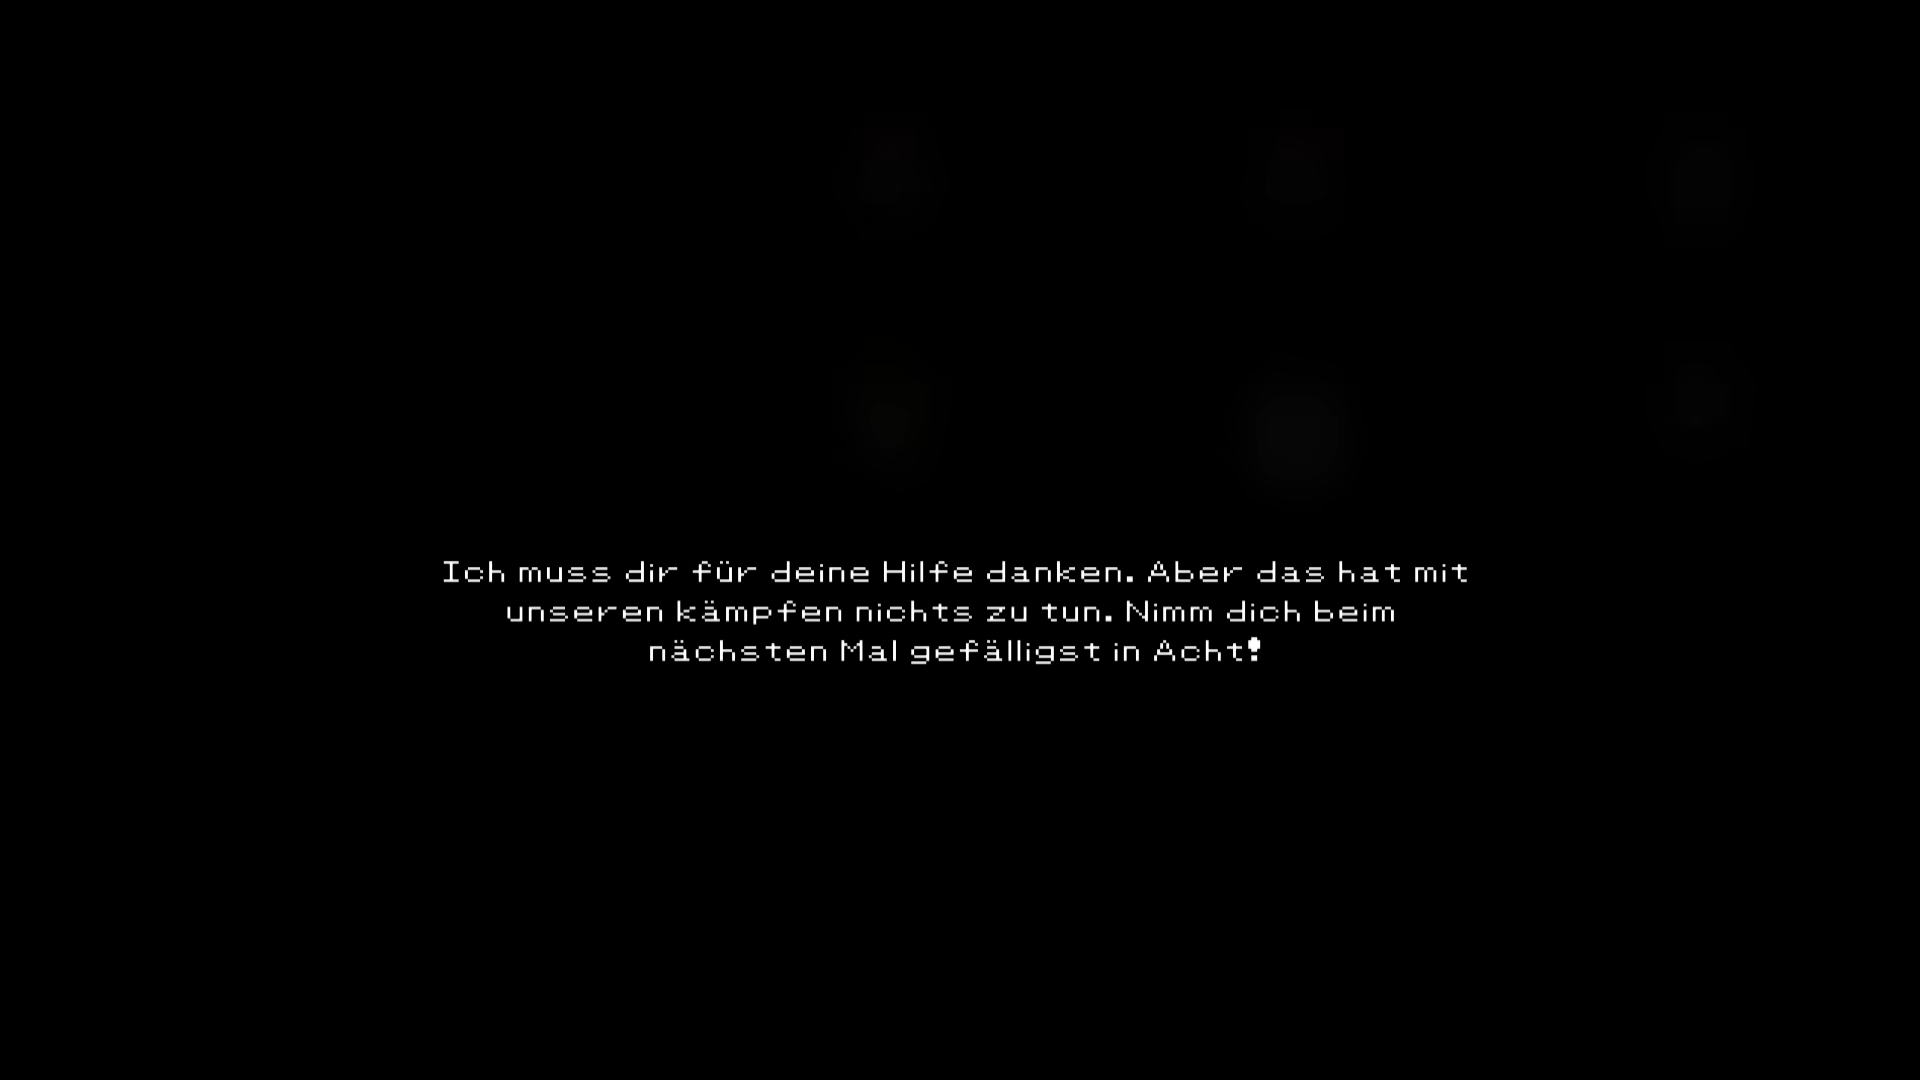 Ich muss dir für deine Hilfe danken. Aber das hat mit
unseren kämpfen nichts zu tun. Nimm dich beim
nächsten Mal gefälligst in Acht!